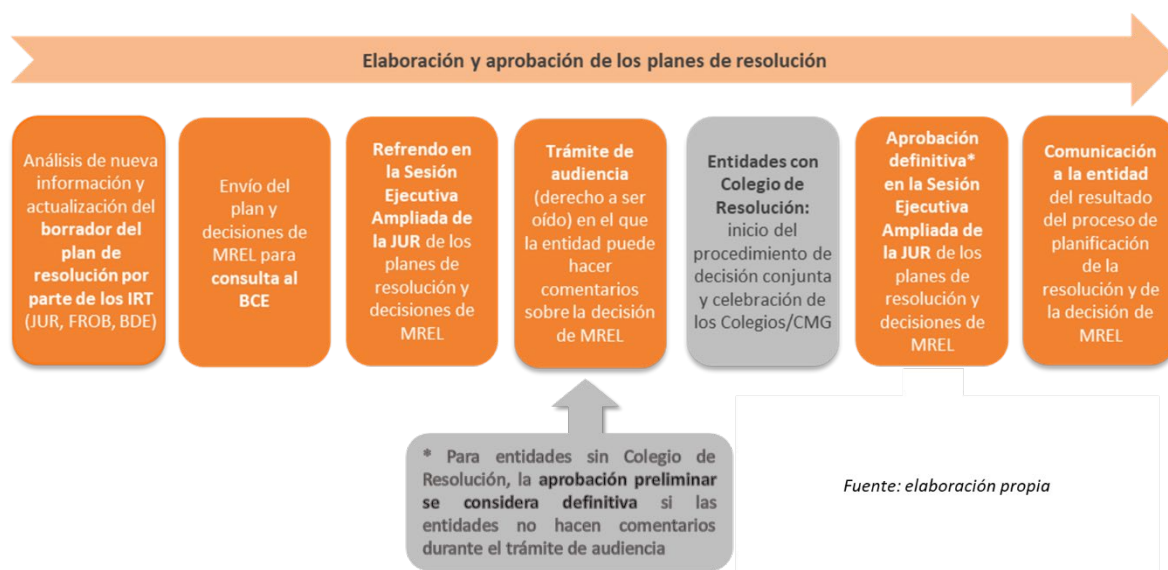 Elaboración y aprobación de los planes de resolución
Análisis de nueva
información y
actualización del
borrador del
plan de
resolución por
parte de los IRT
(JUR, FROB, BDE)
Envío del
plan y
decisiones de
MREL para
consulta al
BCE
Refrendo en
la Sesión
Ejecutiva
Ampliada de
la JUR de los
planes de
resolución y
decisiones de
MREL
Trámite de
audiencia
(derecho a ser
oído) en el que
la entidad puede
hacer
comentarios
sobre la decisión
de MREL
Entidades con
Colegio de
Resolución:
inicio del
procedimiento de
decisión conjunta
y celebración de
los Colegios/CMG
Aprobación
definitiva*
en la Sesión
Ejecutiva
Ampliada de
la JUR de los
planes de
resolución y
decisiones de
MREL
Comunicación
a la entidad
del resultado
del proceso de
planificación
de la
resolución y de
la decisión de
MREL
* Para entidades sin Colegio de
Resolución, la aprobación preliminar
se considera definitiva si las
entidades no hacen comentarios
durante el trámite de audiencia
Fuente: elaboración propia